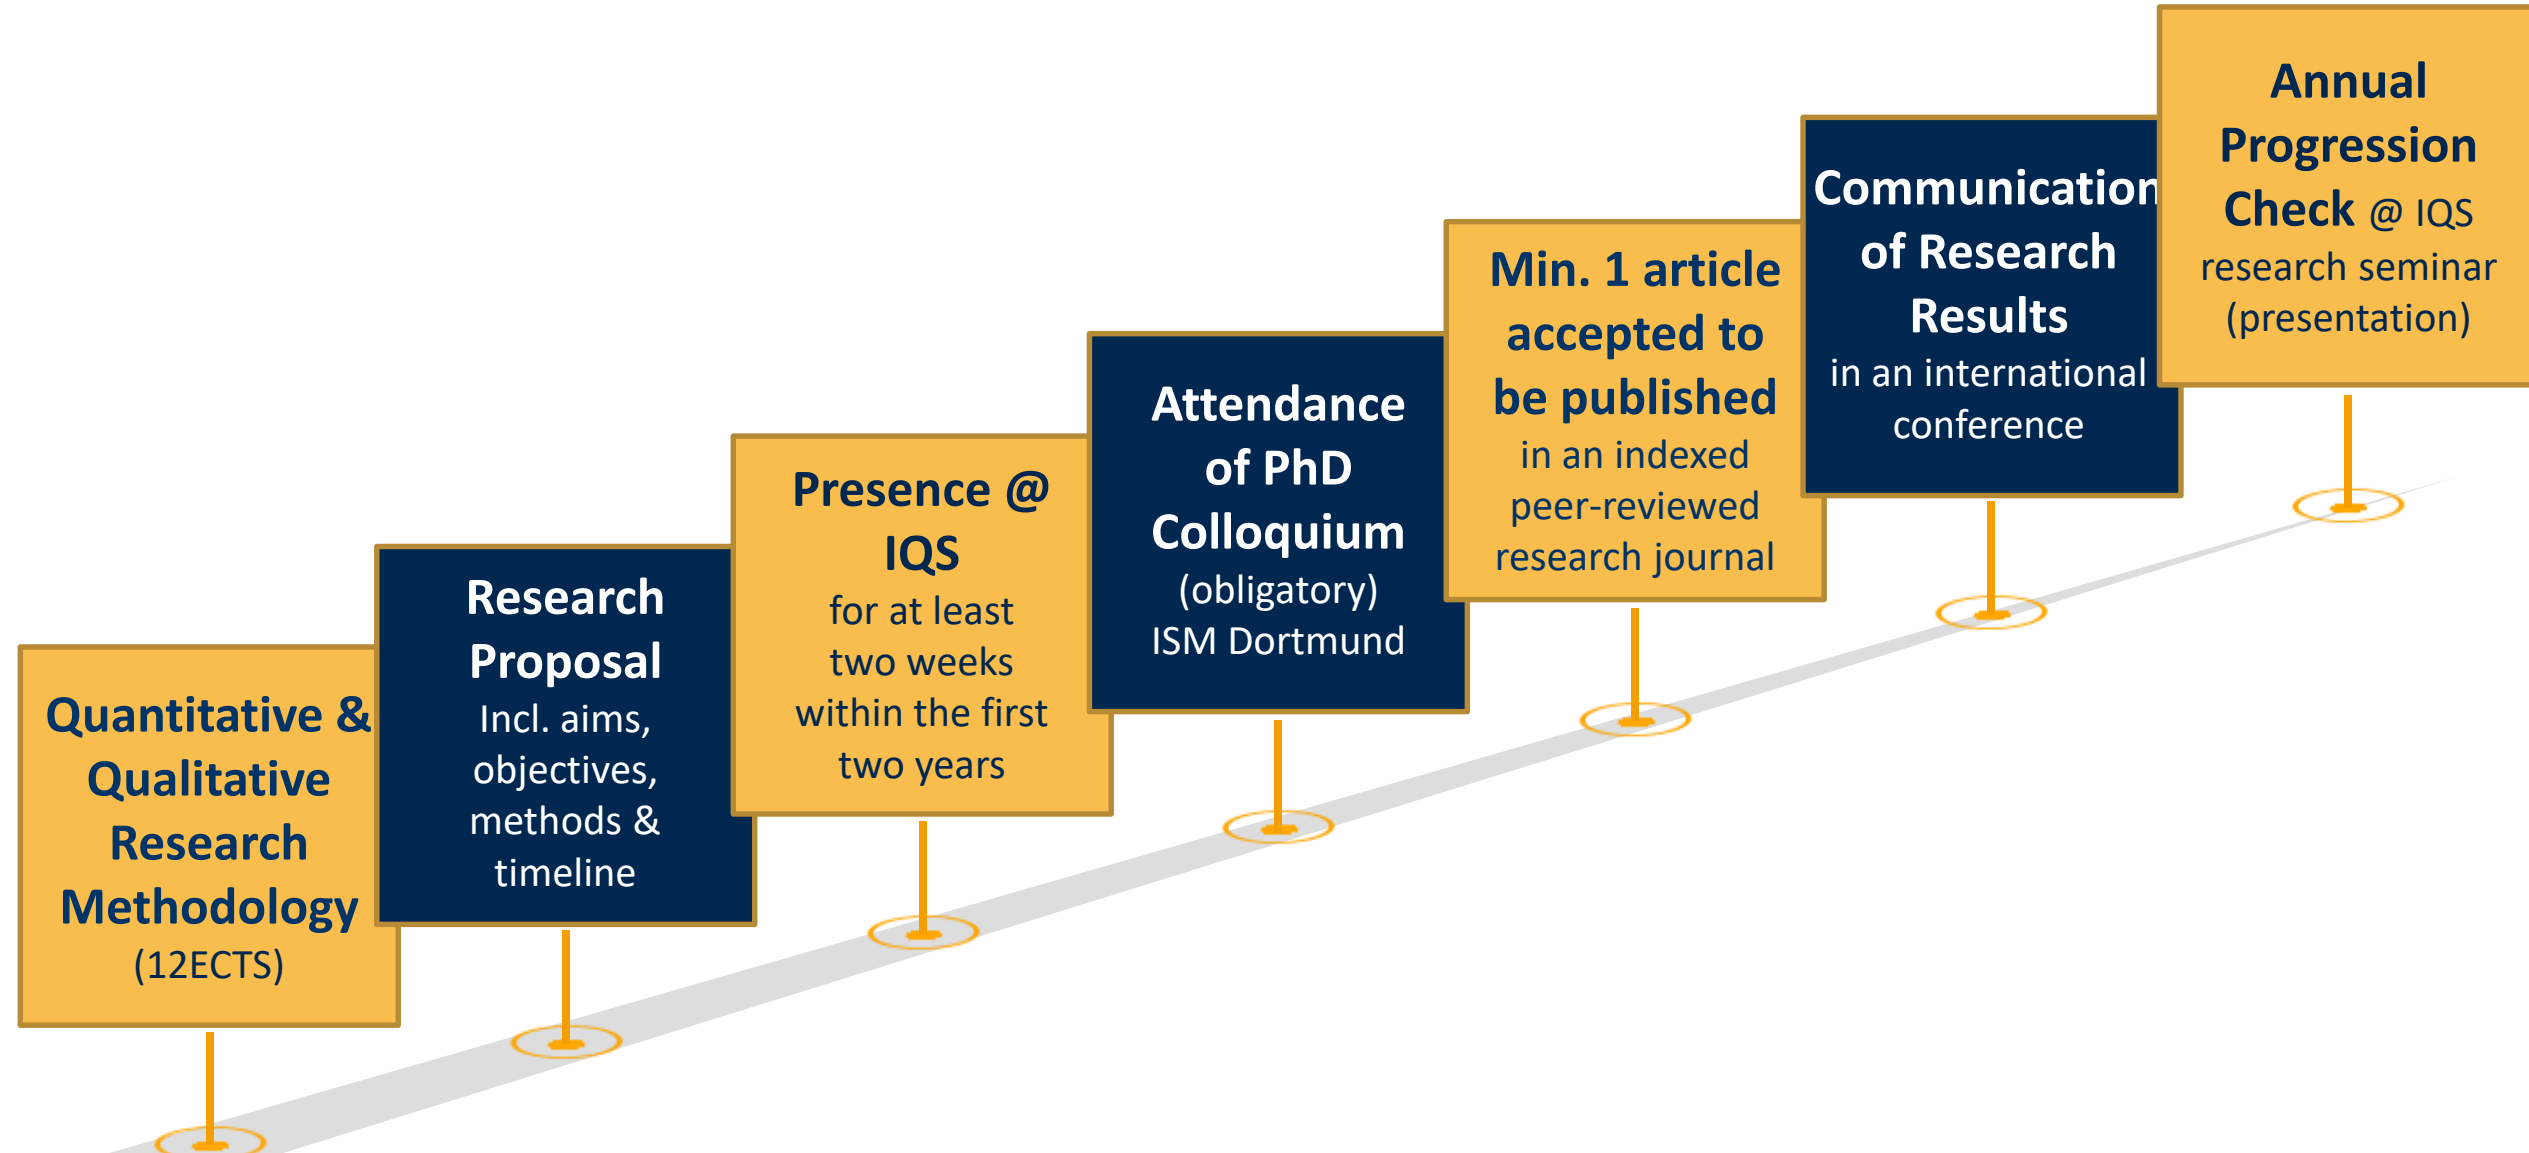 Quantitative &
Qualitative
Research
Methodology
(12ECTS)
Research
Proposal
Incl. aims,
objectives,
methods &
timeline
Presence @
IQS
for at least
two weeks
within the first
two years
Attendance
of PhD
Colloquium
(obligatory)
ISM Dortmund
Min. 1 article
accepted to
be published
in an indexed
peer-reviewed
research journal
Communication
of Research
Results
in an international
conference
Annual
Progression
Check @ IQS
research seminar
(presentation)